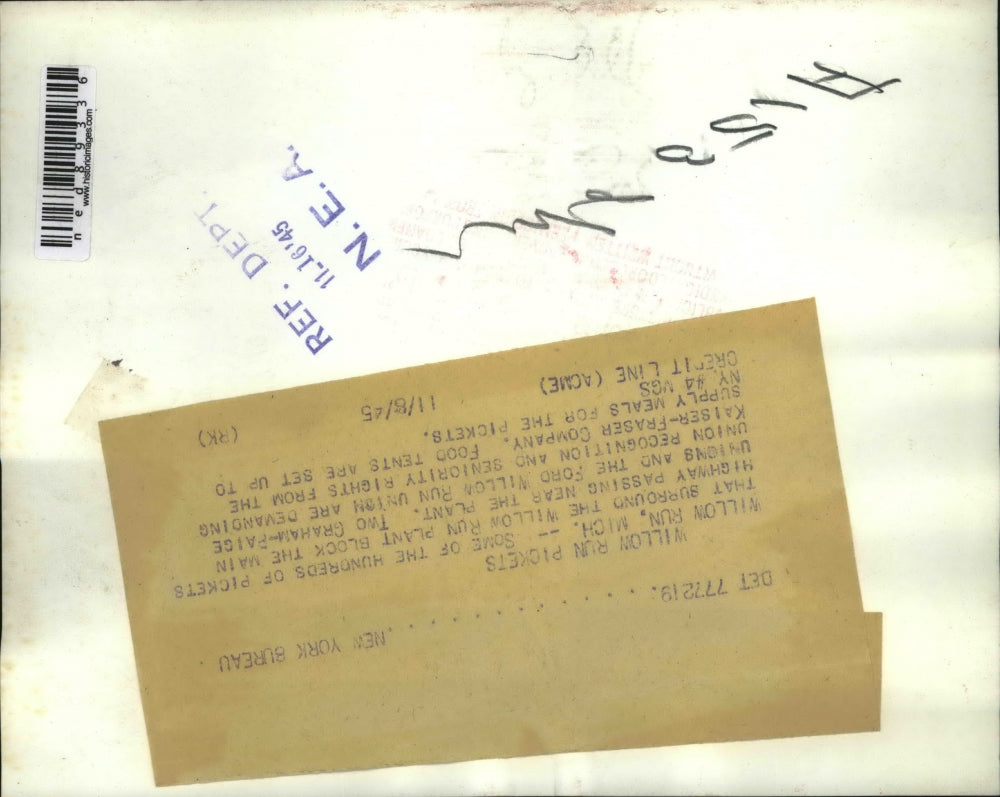 DET 777219. . . . . . . . . . . . . NEW YORK BUREAU .
WILLOW RUN PICKETS
WILLOW RUN, MICH. -- SOME OF THE HUNDREDS OF PICKETS
THAT SURROUND THE WILLOW RUN PLANT BLOCK THE MAIN
HIGHWAY PASSING NEAR THE PLANT. TWO GRAHAM-PAIGE
UNIONS AND THE FORD WILLOW RUN UNION ARE DEMANDING
UNION RECOGNITION AND SENIORITY RIGHTS FROM THE
KAISER-FRASER COMPANY. FOOD TENTS ARE SET UP TO
SUPPLY MEALS FOR THE PICKETS.
NY #4 MGS
CREDIT LINE (ACME) 11/8/45 (RK)
REF. DEPT.
11.16'45
N.E.A.
ned89336
www.historicimages.com